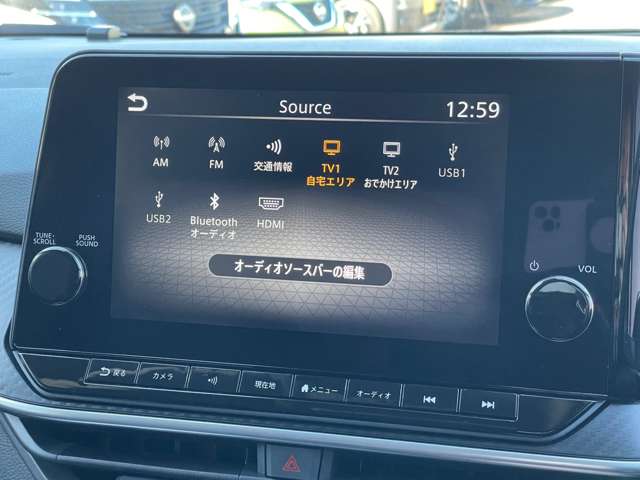 Source
12:59
AM
FM
交通情報
TV1
自宅エリア
TV2
おでかけエリア
USB1
USB2
Bluetooth
オーディオ
HDMI
オーディオソースバーの編集
TUNE・
SCROLL
PUSH
SOUND
VOL
戻る
カメラ
現在地
メニュー
オーディオ